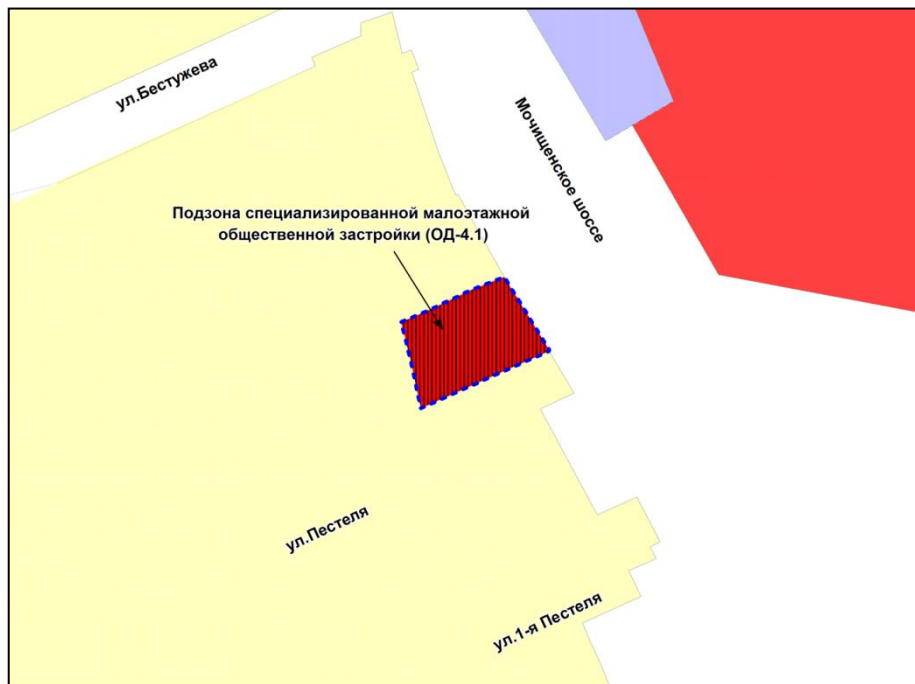 ул.Бестужева
Мочищенское шоссе
Подзона специализированной малоэтажной
общественной застройки (ОД-4.1)
ул.Пестеля
ул.1-я Пестеля